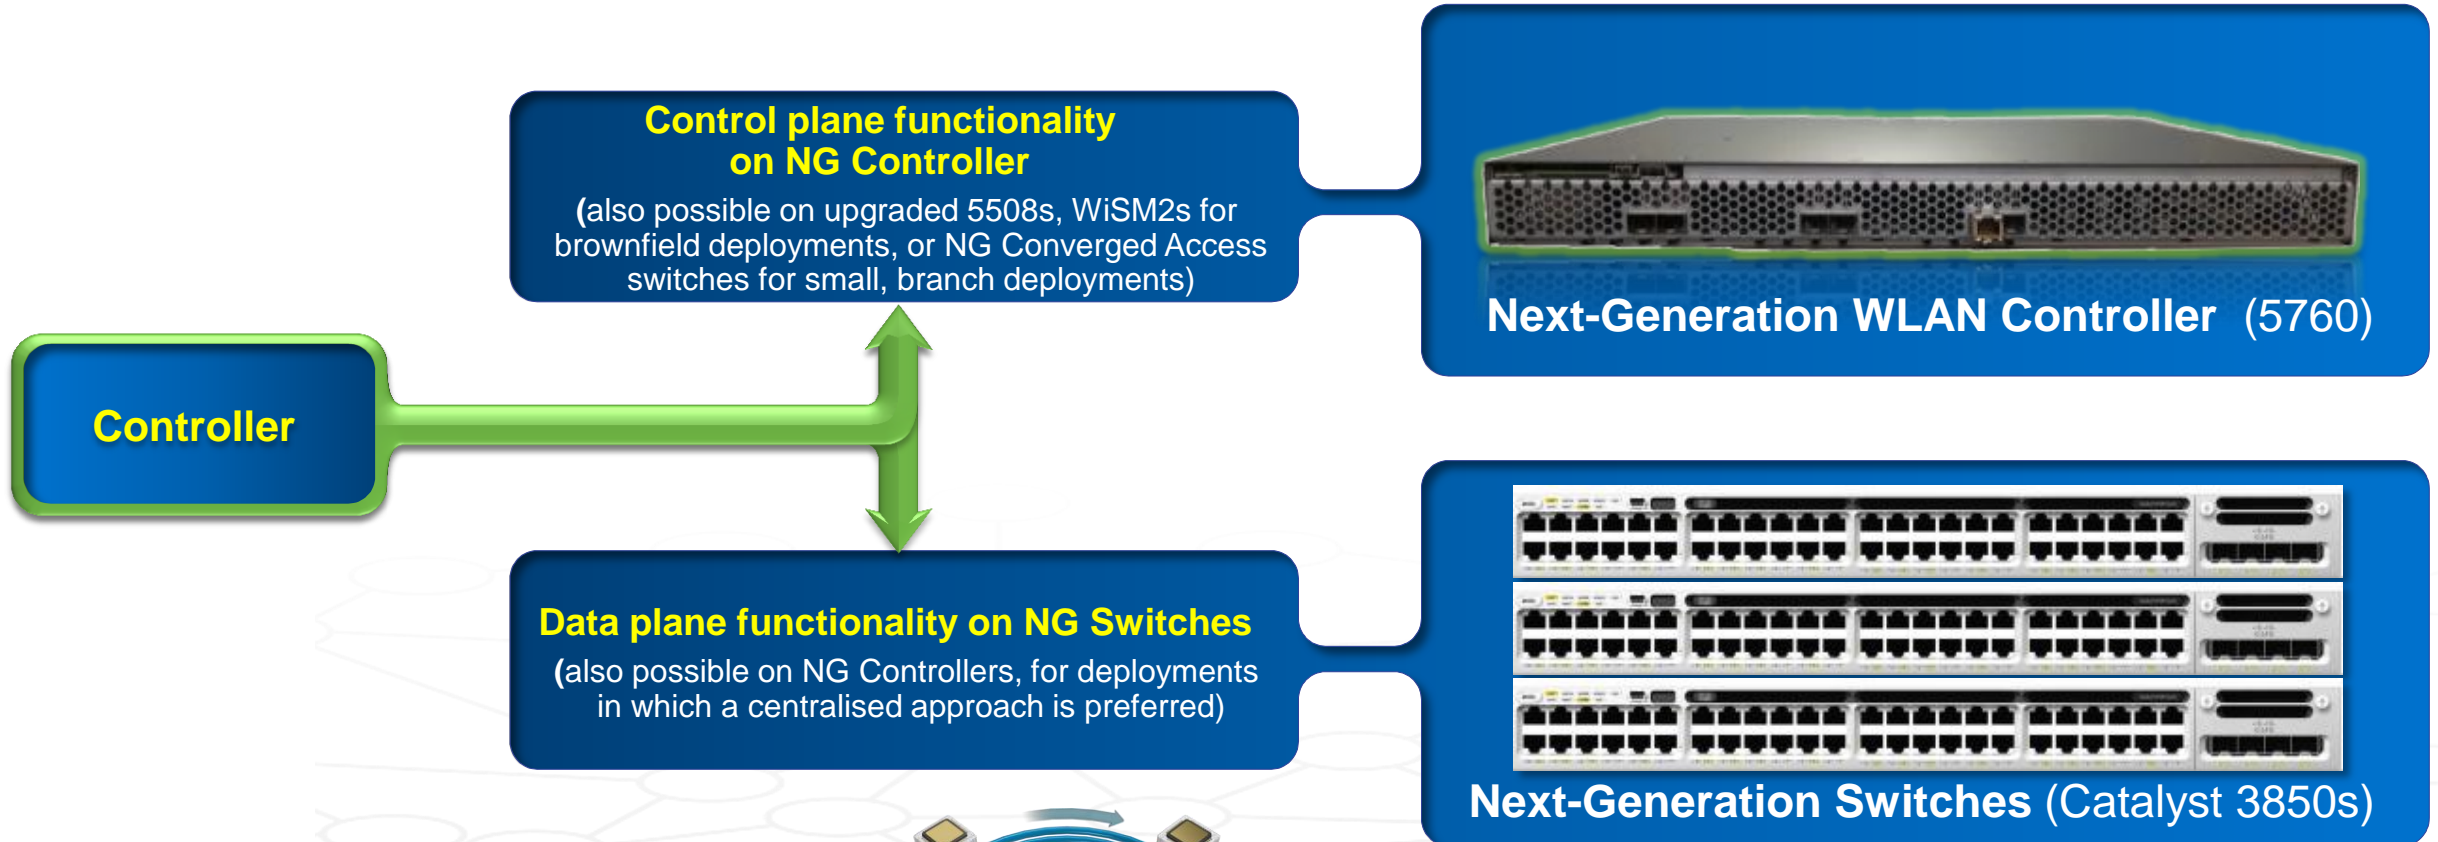 Control plane functionality
on NG Controller
(also possible on upgraded 5508s, WiSM2s for
brownfield deployments, or NG Converged Access
switches for small, branch deployments)
Next-Generation WLAN Controller (5760)
Controller
Data plane functionality on NG Switches
(also possible on NG Controllers, for deployments
in which a centralised approach is preferred)
Next-Generation Switches (Catalyst 3850s)